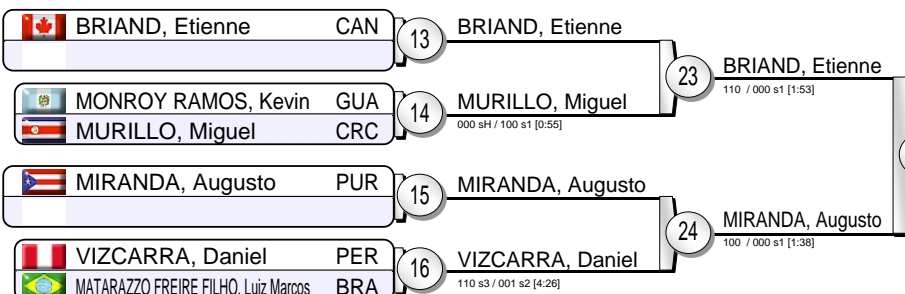 BRIAND, Etienne CAN
13
BRIAND, Etienne
23
BRIAND, Etienne
110 / 000 s1 [1:53]
MONROY RAMOS, Kevin GUA
MURILLO, Miguel CRC
14
MURILLO, Miguel
000 sH / 100 s1 [0:55]
MIRANDA, Augusto PUR
15
MIRANDA, Augusto
24
MIRANDA, Augusto
100 / 000 s1 [1:38]
VIZCARRA, Daniel PER
MATARAZZO FREIRE FILHO, Luiz Marcos BRA
16
VIZCARRA, Daniel
110 s3 / 001 s2 [4:26]